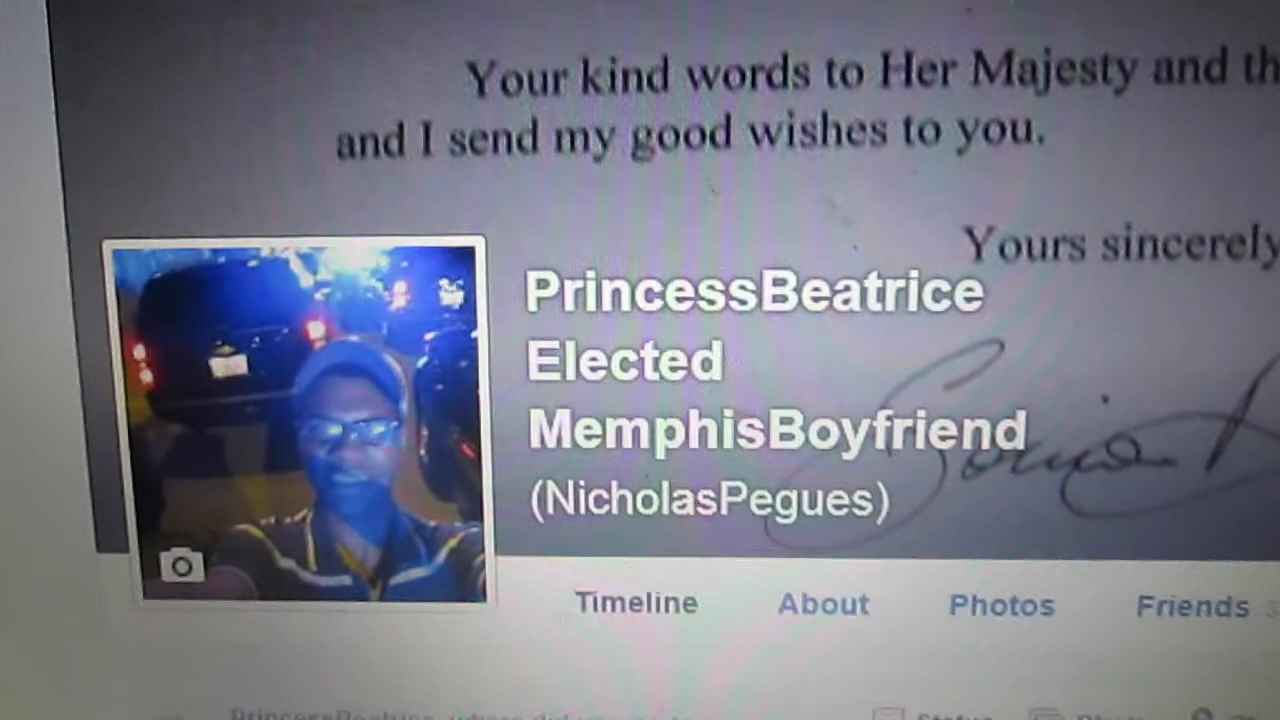 Your kind words to Her Majesty and th
and I send my good wishes to you.
Yours sincerely
PrincessBeatrice
Elected
MemphisBoyfriend
(NicholasPegues)
Timeline About Photos Friends